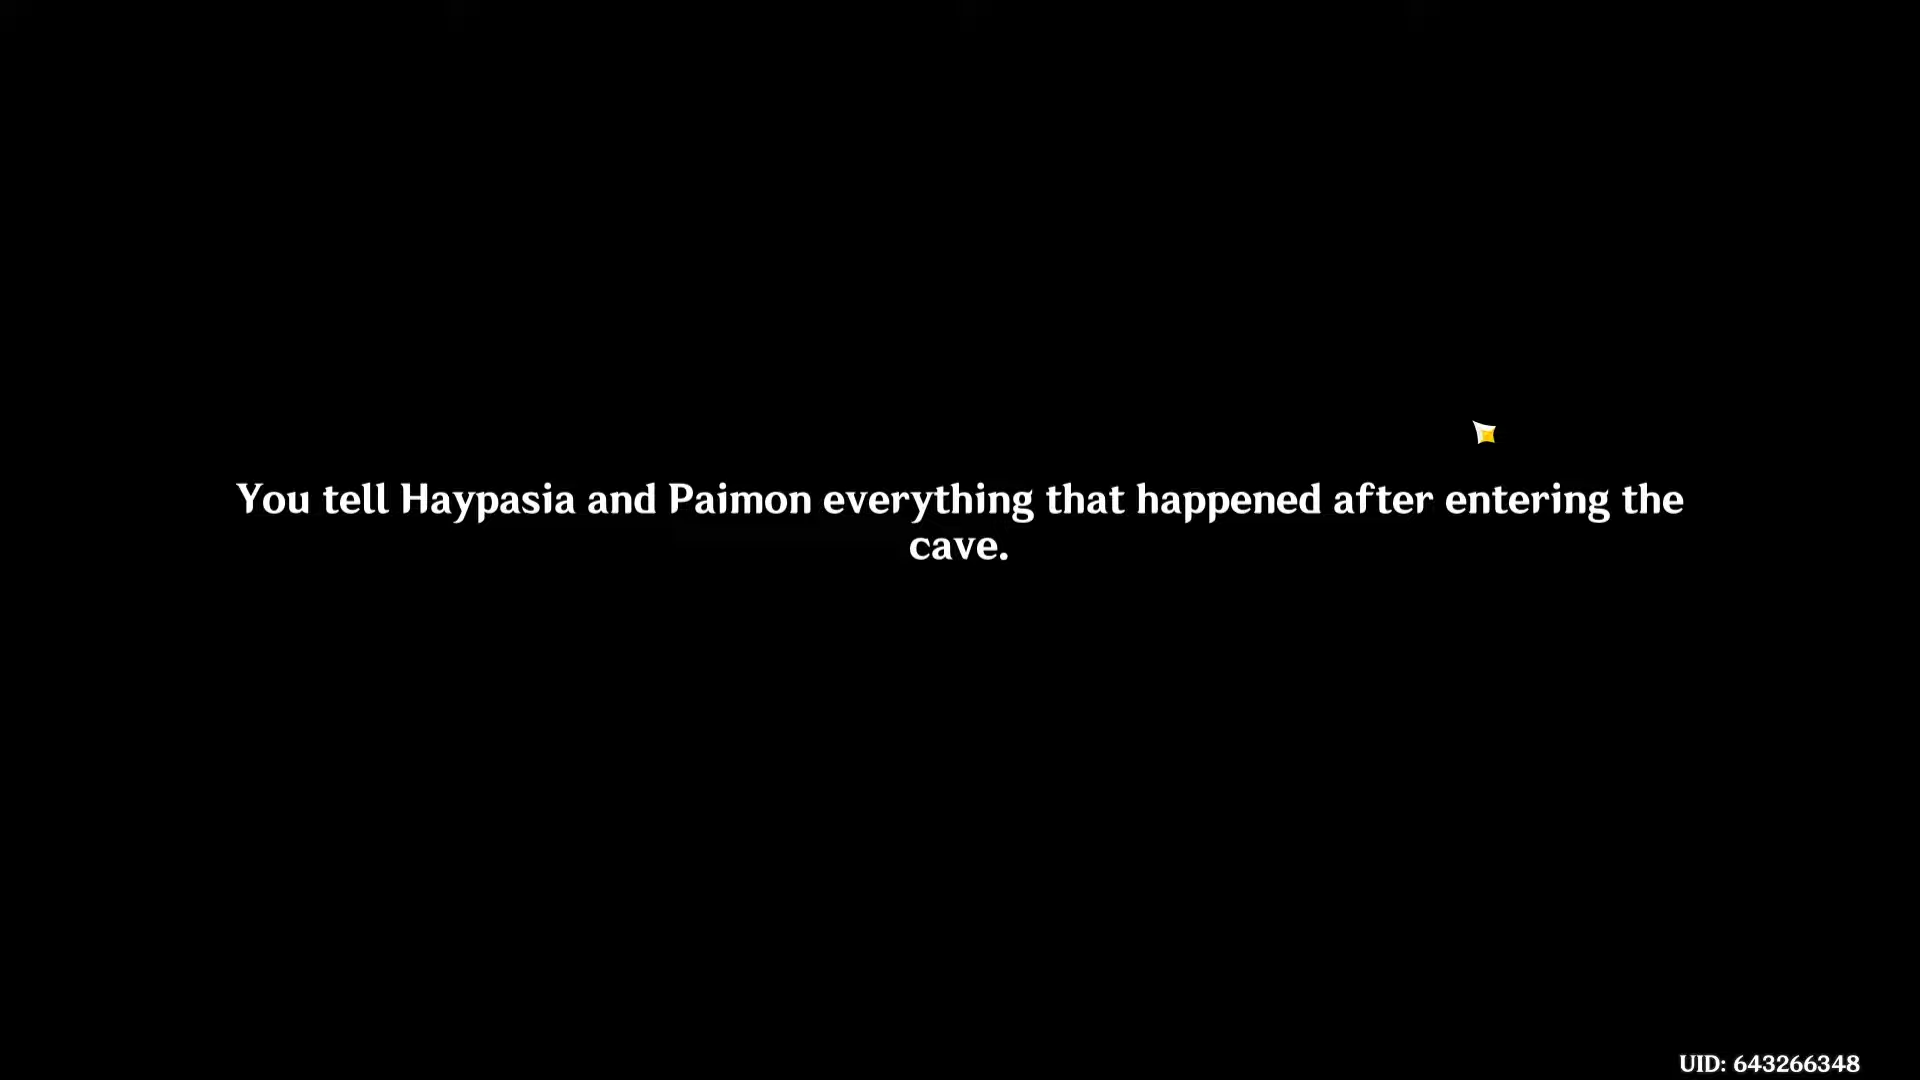 You tell Haypasia and Paimon everything that happened after entering the
cave.
UID: 643266348